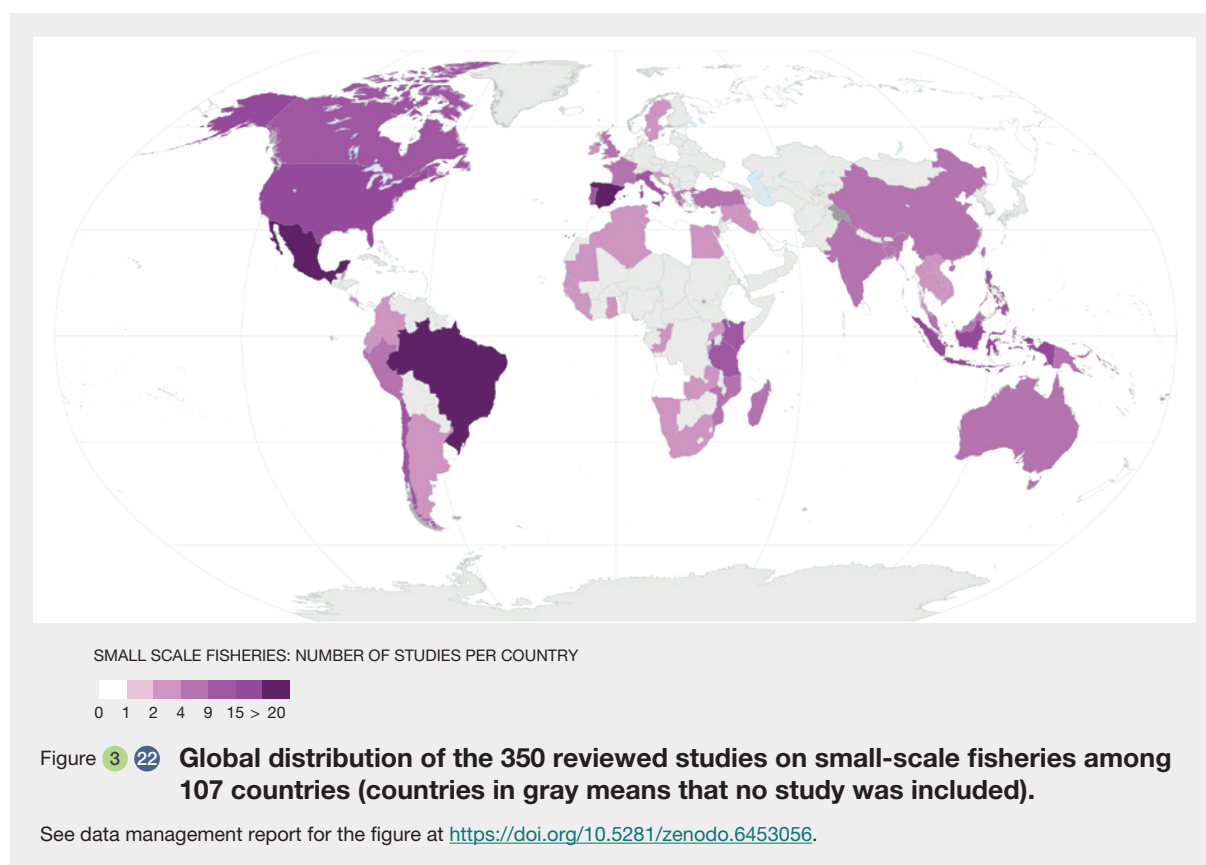 SMALL SCALE FISHERIES: NUMBER OF STUDIES PER COUNTRY
0 1 2 4 9 15 > 20
Figure 3 22 Global distribution of the 350 reviewed studies on small-scale fisheries among
107 countries (countries in gray means that no study was included).
See data management report for the figure at https://doi.org/10.5281/zenodo.6453056.